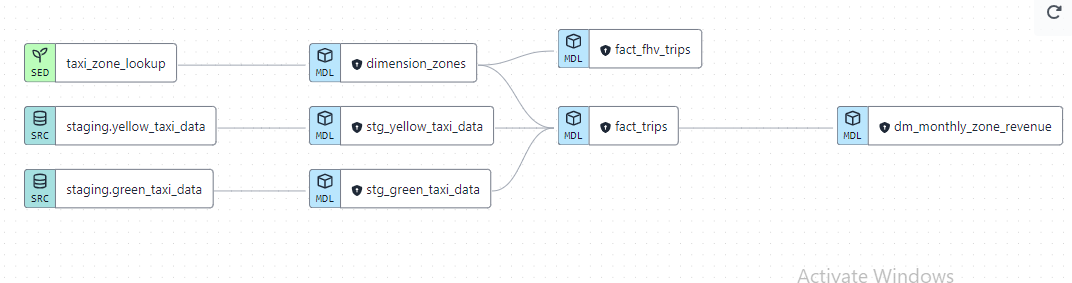 SED taxi_zone_lookup
MDL dimension_zones
MDL fact_fhv_trips
SRC staging.yellow_taxi_data
MDL stg_yellow_taxi_data
MDL fact_trips
MDL dm_monthly_zone_revenue
SRC staging.green_taxi_data
MDL stg_green_taxi_data
Activate Windows